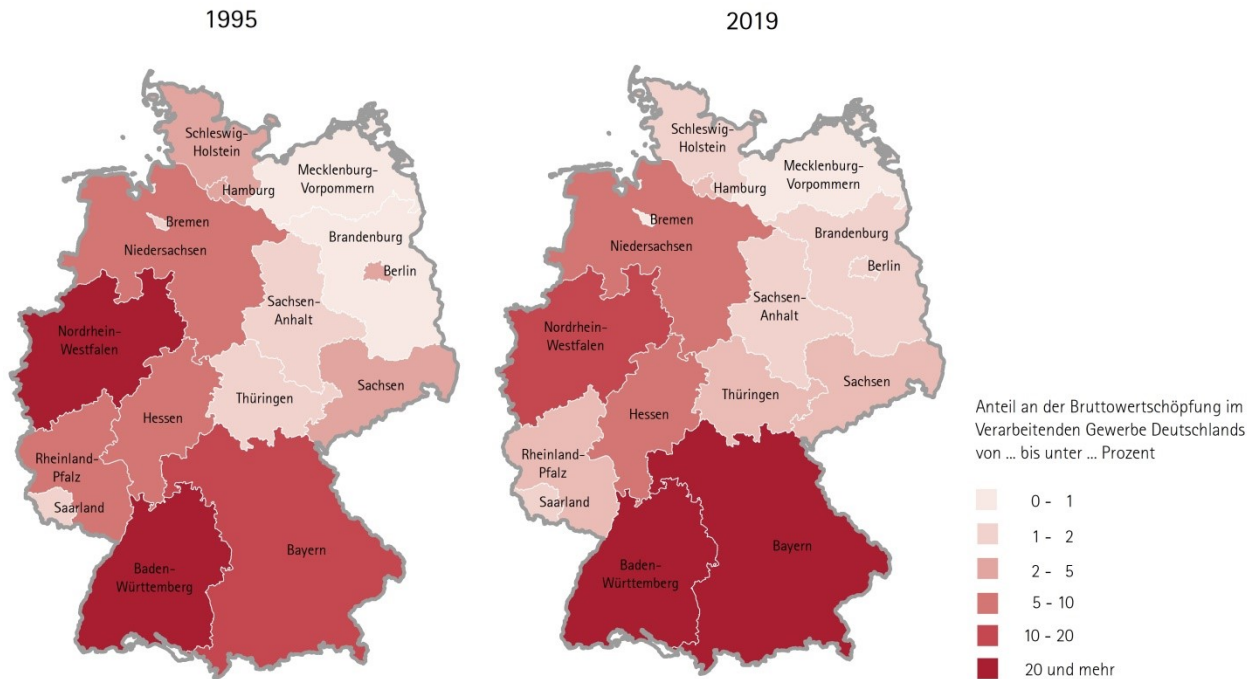 1995
Schleswig-
Holstein
Hamburg
Mecklenburg-
Vorpommern
Bremen
Niedersachsen
Brandenburg
Berlin
Sachsen-
Anhalt
Nordrhein-
Westfalen
Sachsen
Thüringen
Hessen
Rheinland-
Pfalz
Saarland
Bayern
Baden-
Württemberg
2019
Schleswig-
Holstein
Hamburg
Mecklenburg-
Vorpommern
Bremen
Niedersachsen
Brandenburg
Berlin
Sachsen-
Anhalt
Nordrhein-
Westfalen
Sachsen
Thüringen
Hessen
Rheinland-
Pfalz
Saarland
Bayern
Baden-
Württemberg
Anteil an der Bruttowertschöpfung im
Verarbeitenden Gewerbe Deutschlands
von ... bis unter ... Prozent
0 - 1
1 - 2
2 - 5
5 - 10
10 - 20
20 und mehr